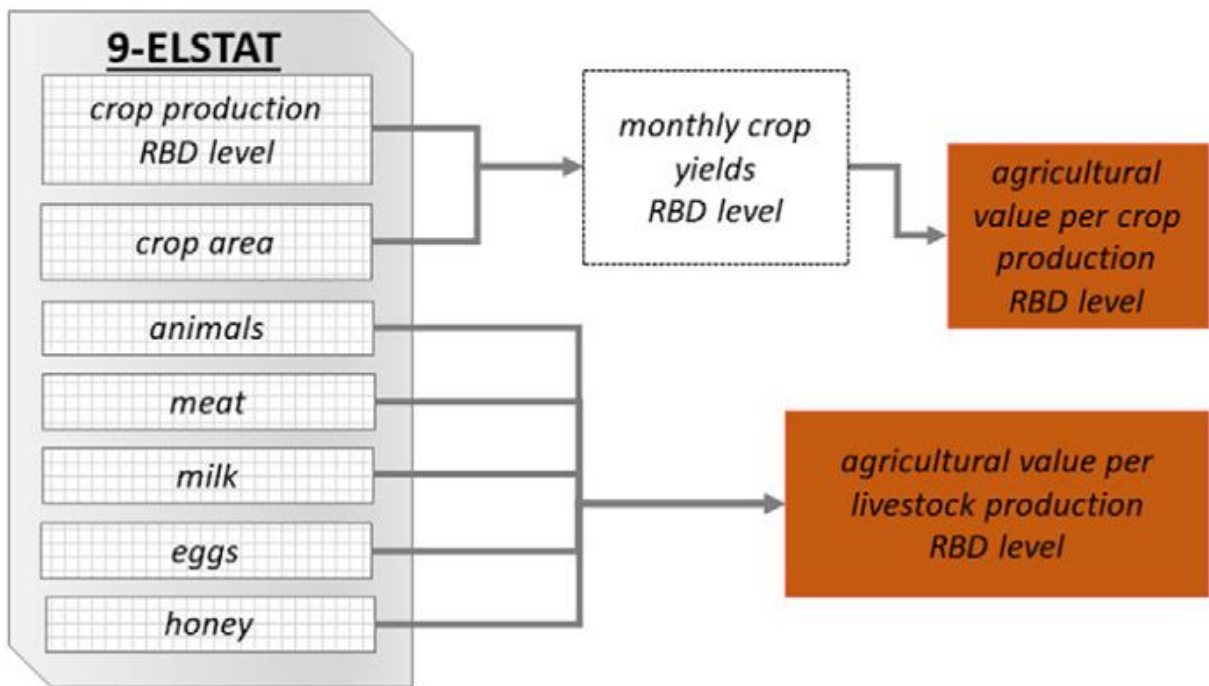 9-ELSTAT
crop production
RBD level
crop area
animals
meat
milk
eggs
honey
monthly crop
yields
RBD level
agricultural
value per crop
production
RBD level
agricultural value per
livestock production
RBD level